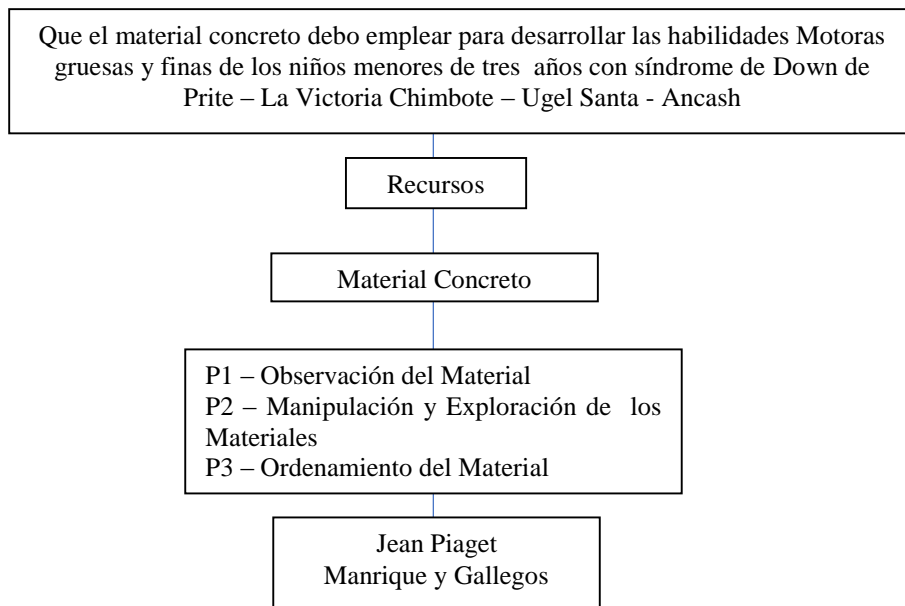 Que el material concreto debo emplear para desarrollar las habilidades Motoras
gruesas y finas de los niños menores de tres años con síndrome de Down de
Prite – La Victoria Chimbote – Ugel Santa - Ancash
Recursos
Material Concreto
P1 – Observación del Material
P2 – Manipulación y Exploración de los
Materiales
P3 – Ordenamiento del Material
Jean Piaget
Manrique y Gallegos